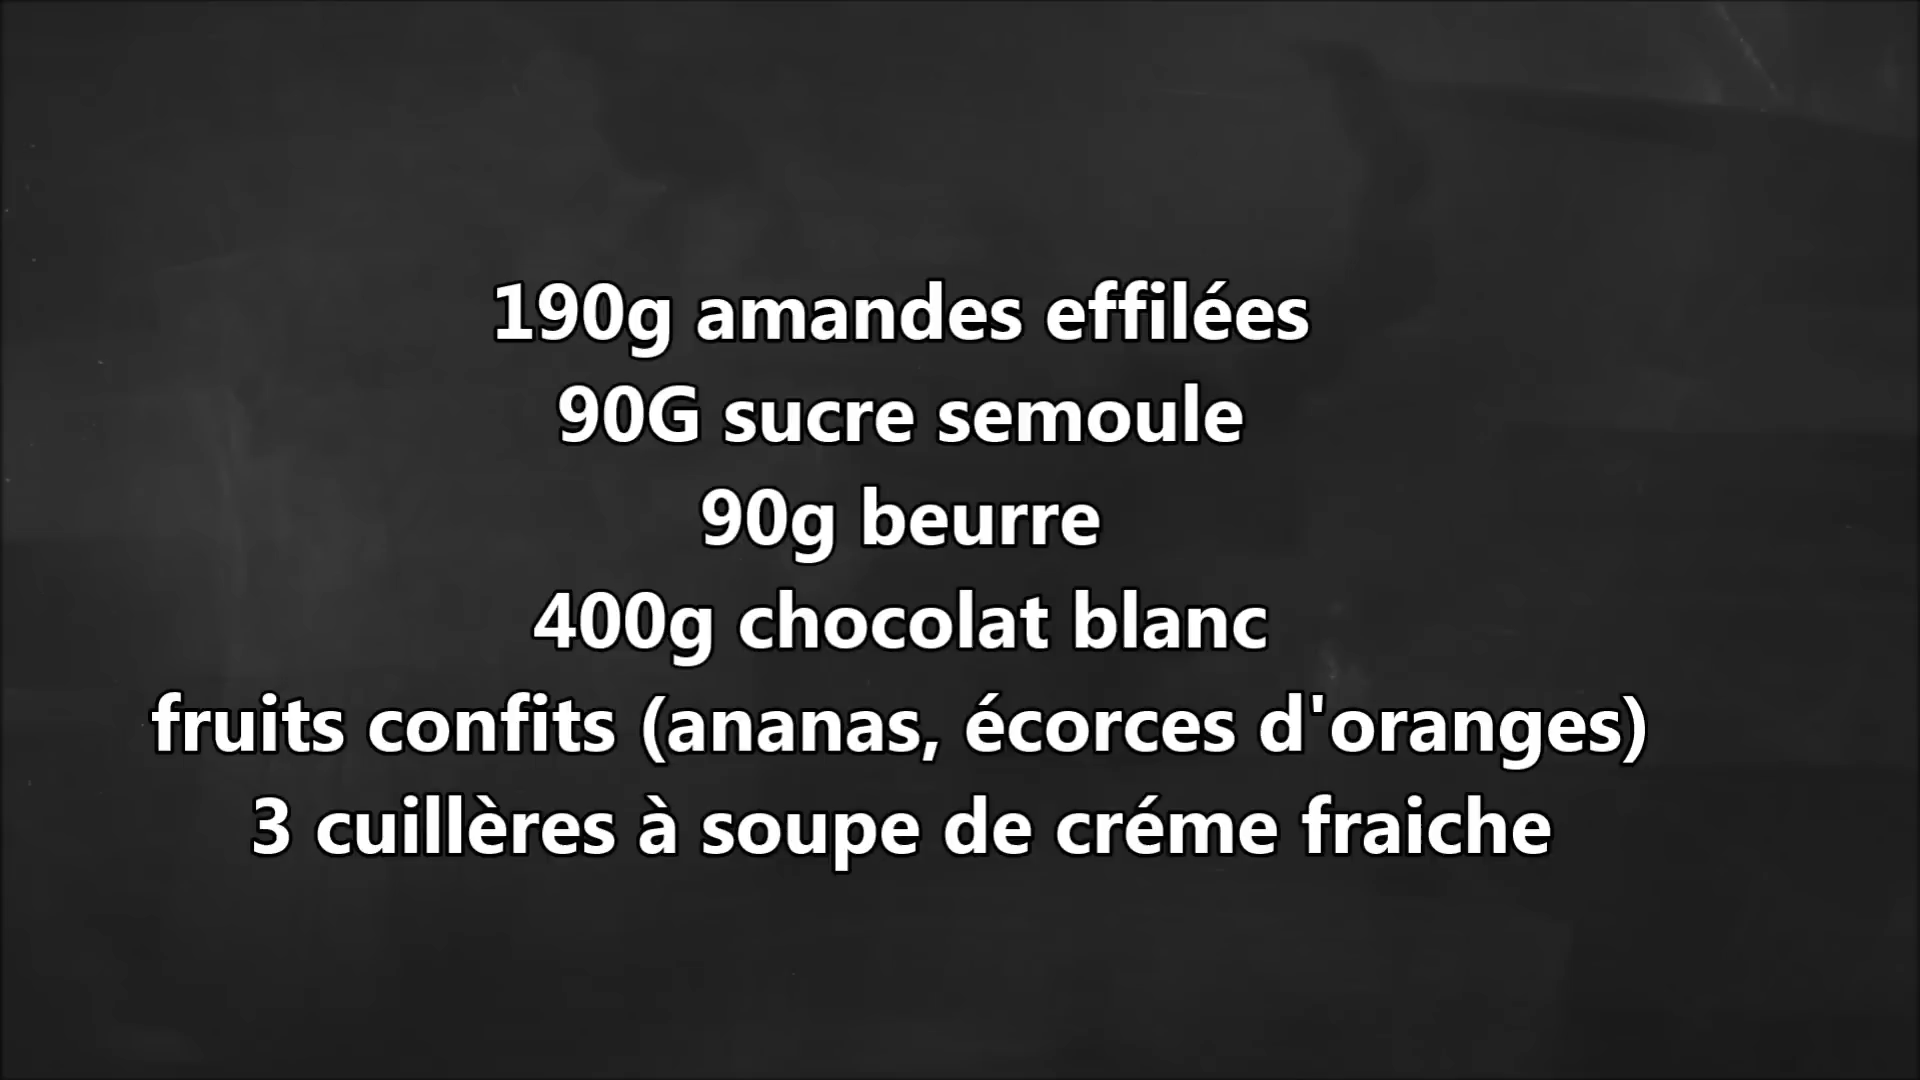 190g amandes effilées
90G sucre semoule
90g beurre
400g chocolat blanc
fruits confits (ananas, écorces d'oranges)
3 cuillères à soupe de créme fraiche